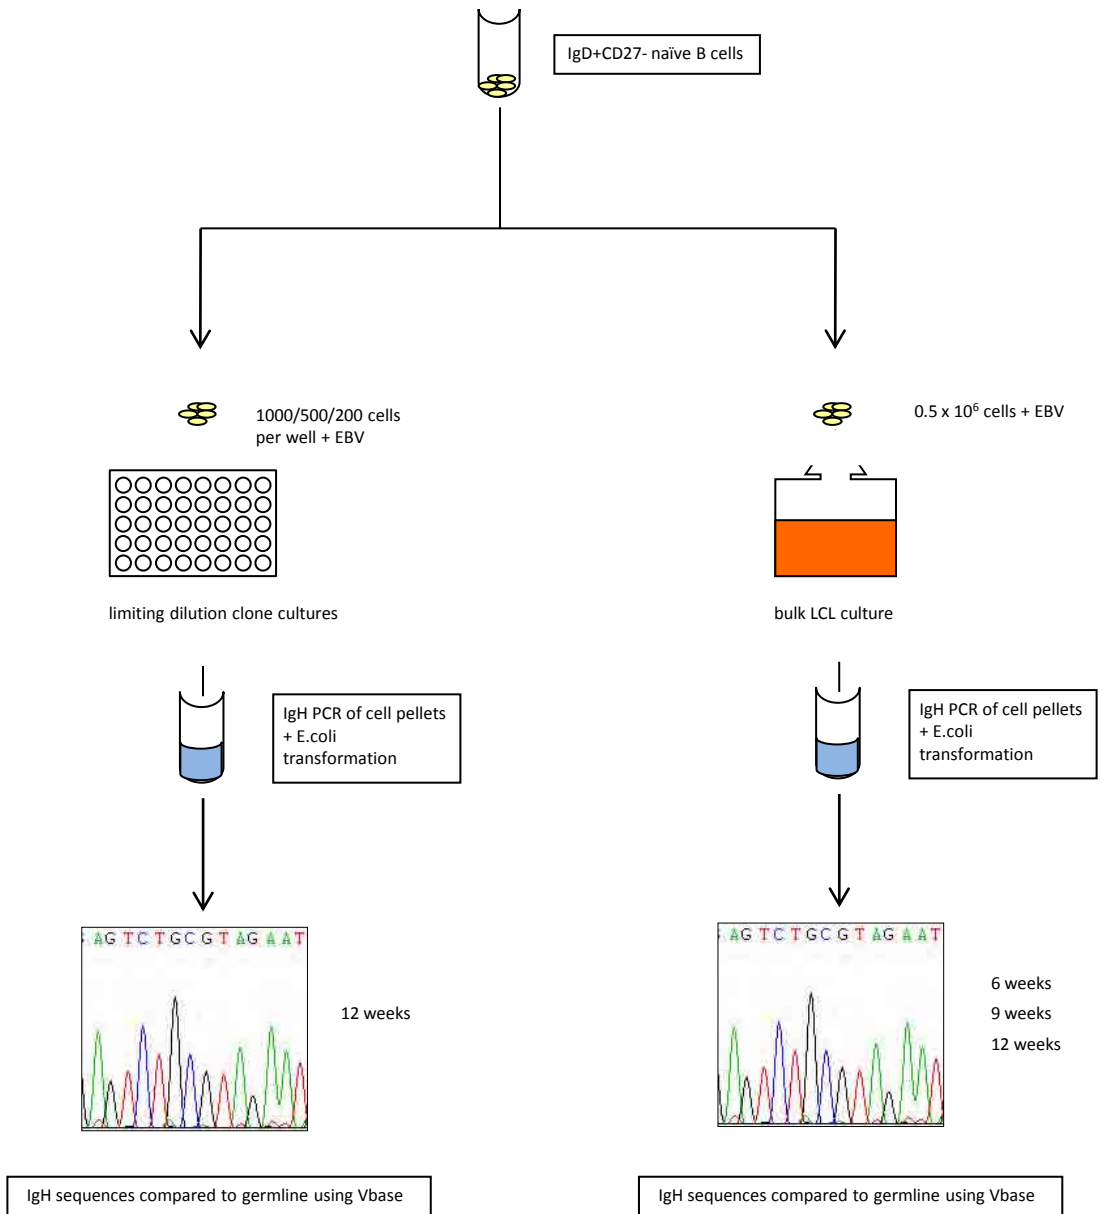 IgD+CD27- naïve B cells
1000/500/200 cells
per well + EBV
0.5 x 10⁶ cells + EBV
limiting dilution clone cultures
bulk LCL culture
IgH PCR of cell pellets
+ E.coli
transformation
IgH PCR of cell pellets
+ E.coli
transformation
AGTCTGCGTAGAAT
12 weeks
AGTCTGCGTAGAAT
6 weeks
9 weeks
12 weeks
IgH sequences compared to germline using Vbase
IgH sequences compared to germline using Vbase